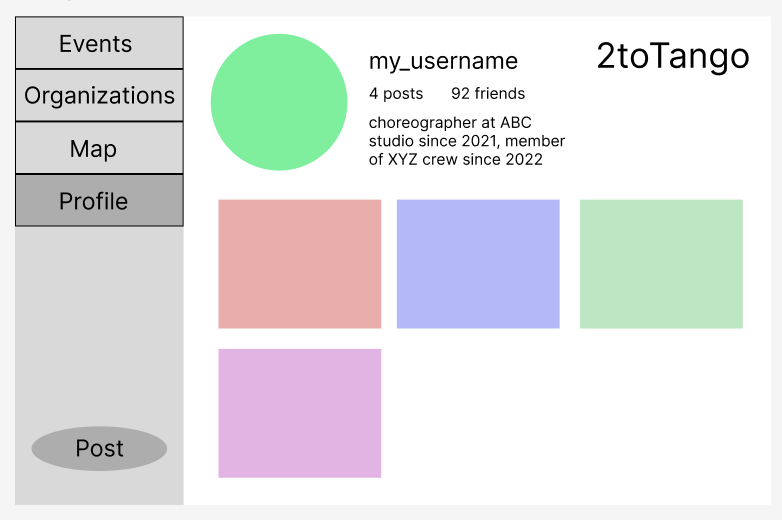 Events
Organizations
Map
Profile
Post
my_username
2toTango
4 posts 92 friends
choreographer at ABC
studio since 2021, member
of XYZ crew since 2022